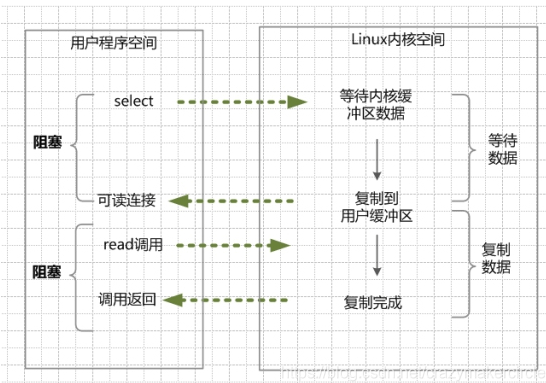 用户程序空间
Linux内核空间
select
等待内核缓
冲区数据
阻塞
等待
数据
可读连接
复制到
用户缓冲区
read调用
阻塞
复制
数据
调用返回
复制完成
https://blog.csdn.net/crazymakercircle